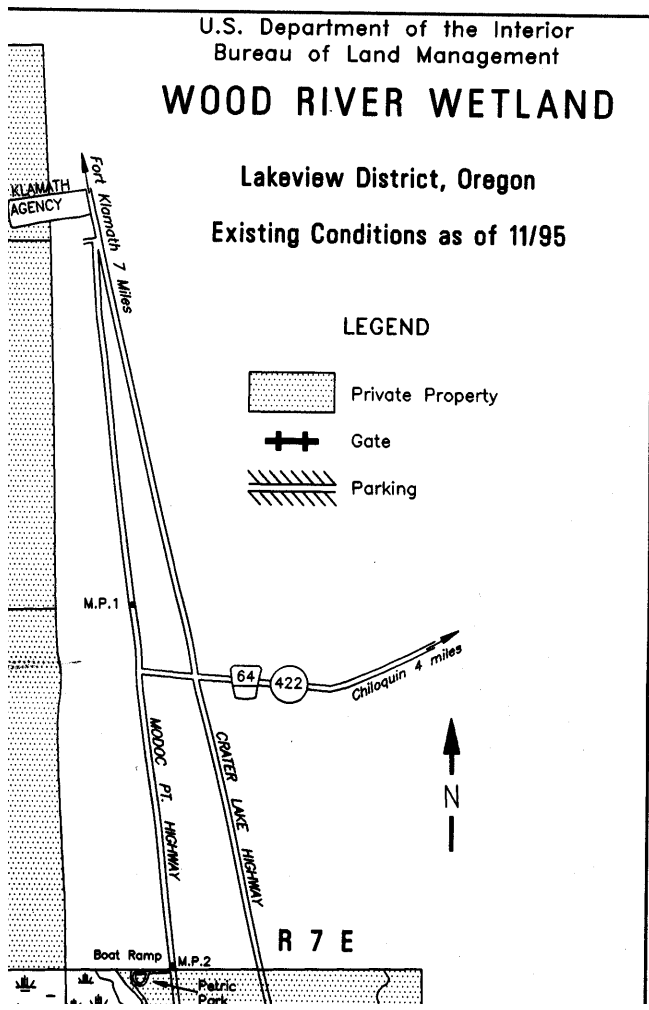 U.S. Department of the Interior
Bureau of Land Management
WOOD RIVER WETLAND
Lakeview District, Oregon
Existing Conditions as of 11/95
KLAMATH
AGENCY
Fort Klamath 7 Miles
LEGEND
Private Property
Gate
Parking
M.P.1
64
422
Chiloquin 4 miles
MODOC PT. HIGHWAY
CRATER LAKE HIGHWAY
N
R 7 E
Boat Ramp
M.P.2
Petric
Park